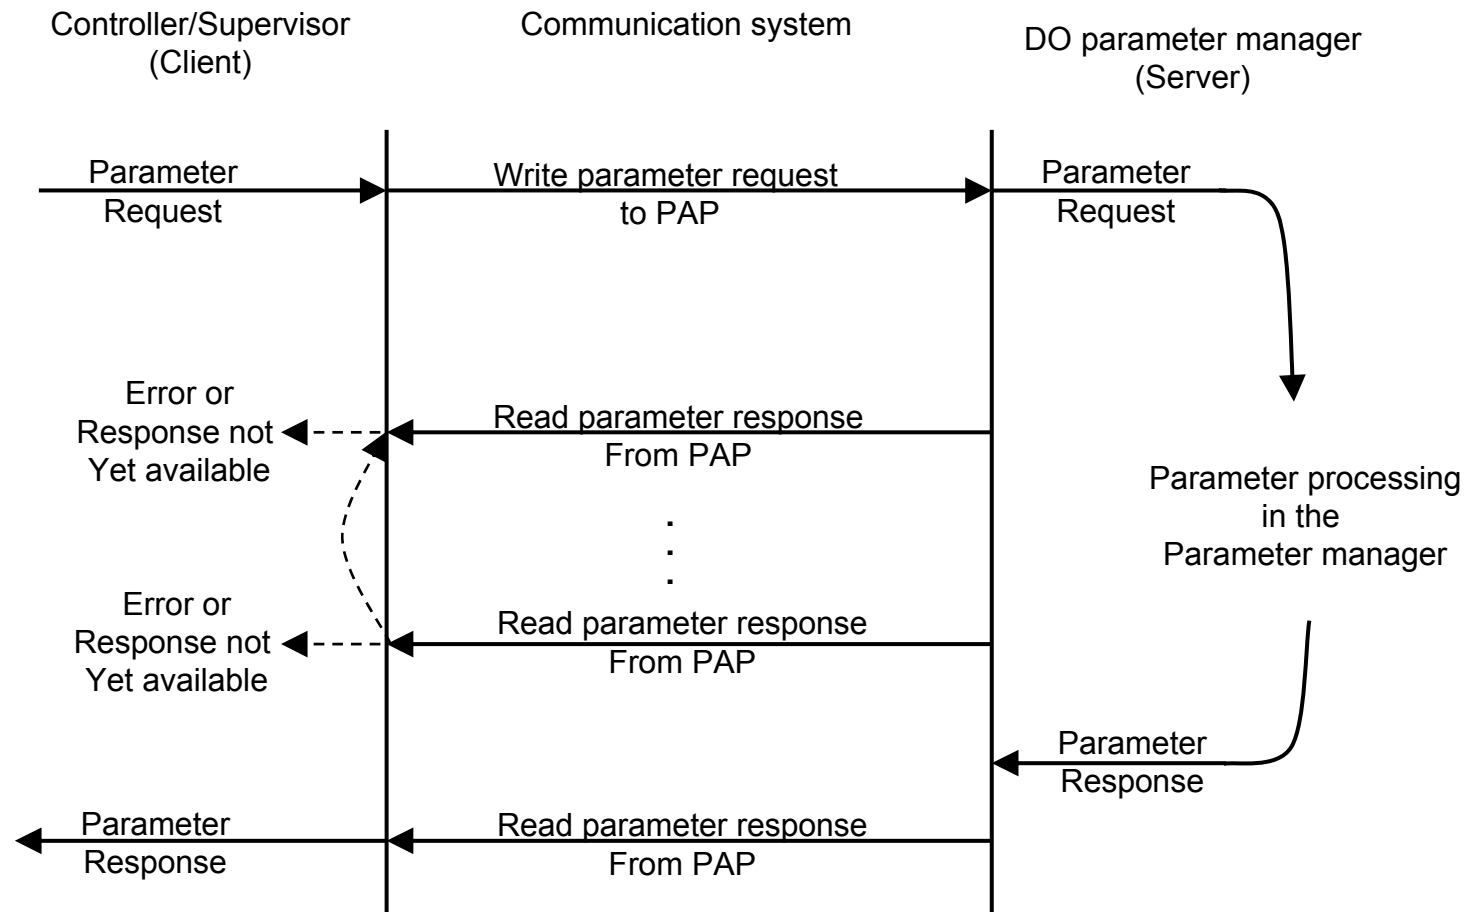 Controller/Supervisor
(Client)
Communication system
DO parameter manager
(Server)
Parameter
Request
Write parameter request
to PAP
Parameter
Request
Error or
Response not
Yet available
Read parameter response
From PAP
Parameter processing
in the
Parameter manager
.
.
.
Error or
Response not
Yet available
Read parameter response
From PAP
Parameter
Response
Parameter
Response
Read parameter response
From PAP